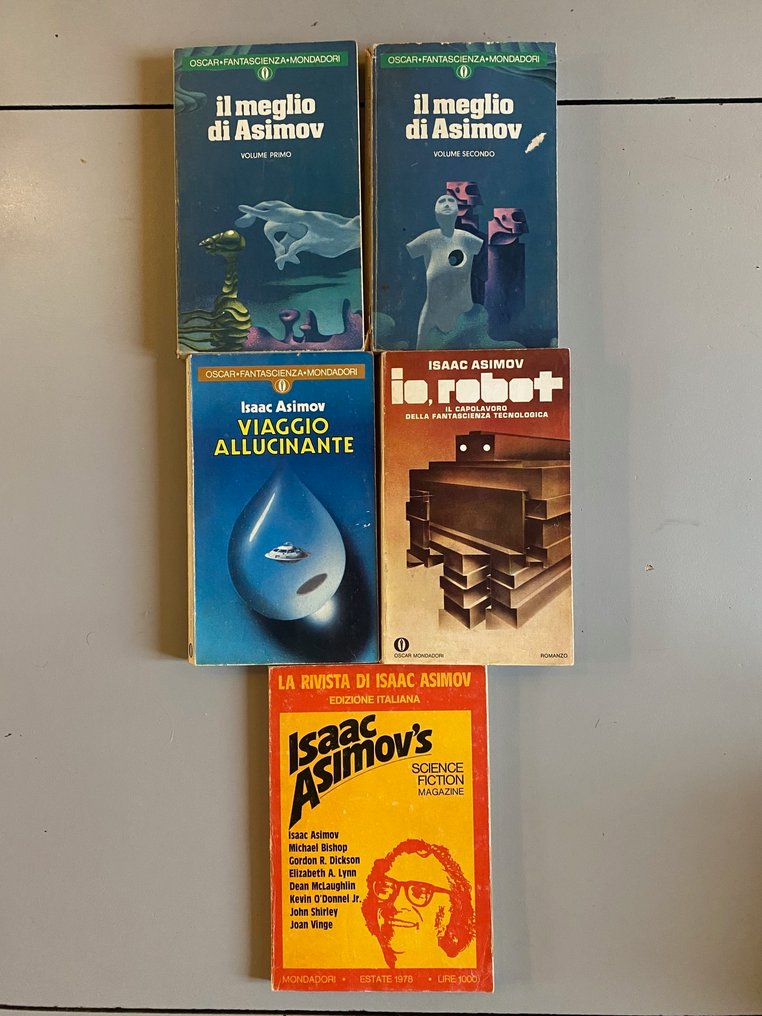 OSCAR•FANTASCIENZA•MONDADORI
il meglio
di Asimov
VOLUME PRIMO
OSCAR•FANTASCIENZA•MONDADORI
il meglio
di Asimov
VOLUME SECONDO
OSCAR•FANTASCIENZA•MONDADORI
Isaac Asimov
VIAGGIO
ALLUCINANTE
ISAAC ASIMOV
io, robot
IL CAPOLAVORO
DELLA FANTASCIENZA TECNOLOGICA
OSCAR MONDADORI
ROMANZO
LA RIVISTA DI ISAAC ASIMOV
EDIZIONE ITALIANA
Isaac
Asimov's
SCIENCE
FICTION
MAGAZINE
Isaac Asimov
Michael Bishop
Gordon R. Dickson
Elizabeth A. Lynn
Dean McLaughlin
Kevin O'Donnel Jr.
John Shirley
Joan Vinge
MONDADORI • ESTATE 1978 • LIRE 1000